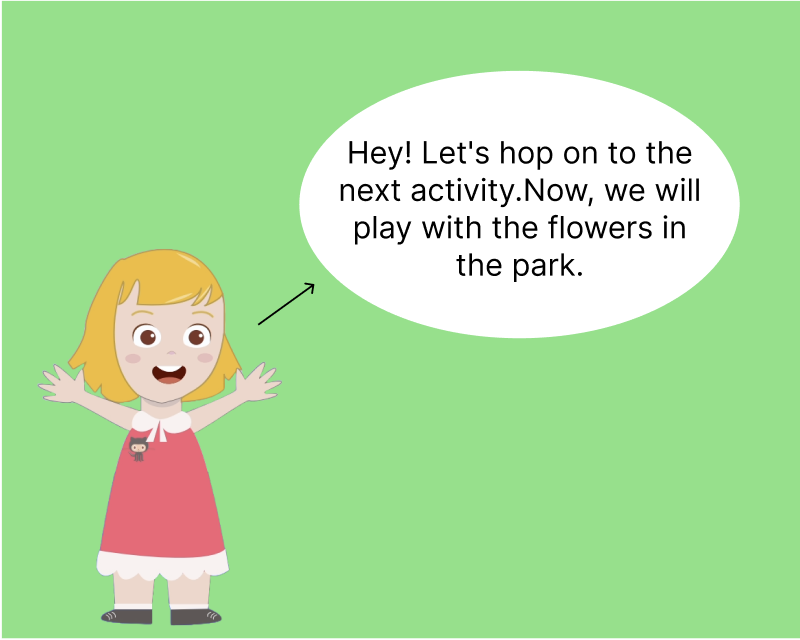 Hey! Let's hop on to the
next activity.Now, we will
play with the flowers in
the park.